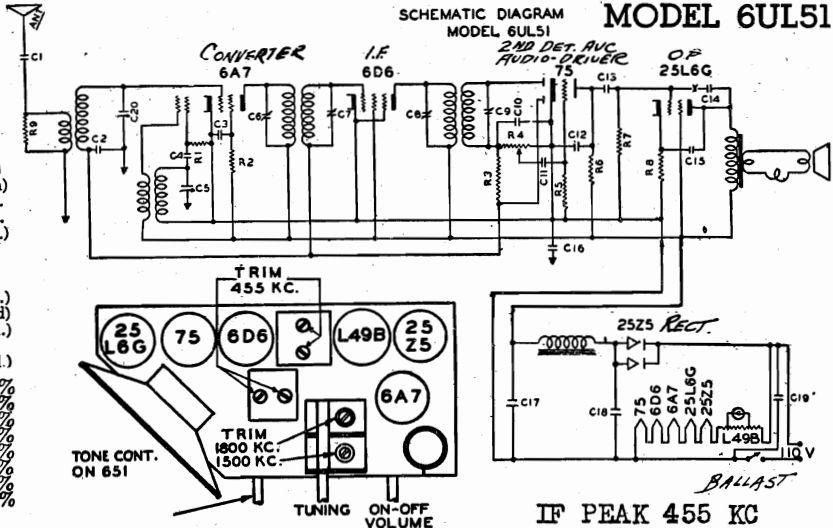 SCHEMATIC DIAGRAM
MODEL 6UL51
MODEL 6UL51
ANT
C1
R9
C2
C20
CONVERTER
6A7
C4
R1
C3
C5
R2
C6
C7
I.F
6D6
C8
C9
2ND DET. AVC
AUDIO-DRIVER
75
C10
R4
R3
C11
C12
R5
C13
R6
R7
C16
OP
25L6G
C14
C15
R8
TRIM
455 KC.
25
L6G
75
6D6
L49B
25
Z5
6A7
TRIM
1800 KC.
1500 KC.
TONE CONT.
ON 651
TUNING
ON-OFF
VOLUME
25Z5 RECT.
C17
C18
75
6D6
6A7
25L6G
25Z5
L49B
C19
110 V
BALLAST
IF PEAK 455 KC